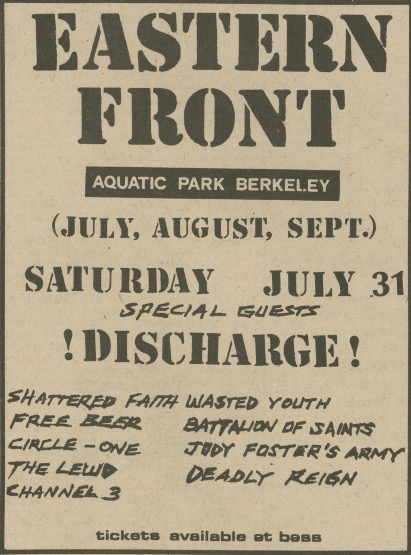 EASTERN
FRONT
AQUATIC PARK BERKELEY
(JULY, AUGUST, SEPT.)
SATURDAY JULY 31
SPECIAL GUESTS
!DISCHARGE!
SHATTERED FAITH WASTED YOUTH
FREE BEER BATTALION OF SAINTS
CIRCLE-ONE JODY FOSTER'S ARMY
THE LEWD DEADLY REIGN
CHANNEL 3
tickets available at bass